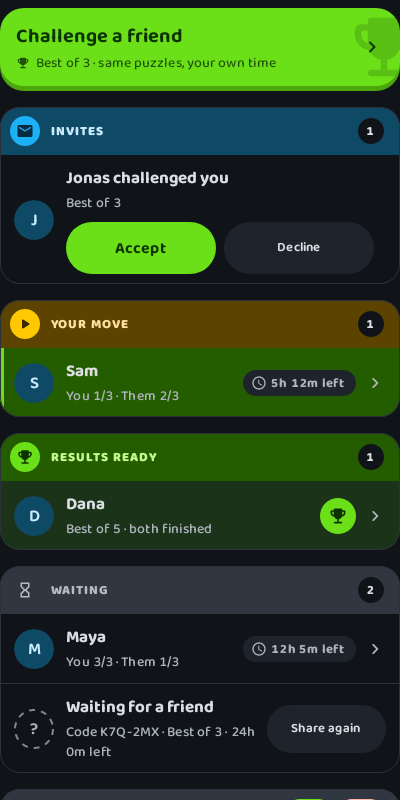 Challenge a friend
Best of 3 · same puzzles, your own time
INVITES
1
Jonas challenged you
J
Best of 3
Accept
Decline
YOUR MOVE
1
S
Sam
You 1/3 · Them 2/3
5h 12m left
RESULTS READY
1
D
Dana
Best of 5 · both finished
WAITING
2
M
Maya
You 3/3 · Them 1/3
12h 5m left
?
Waiting for a friend
Code K7Q-2MX · Best of 3 · 24h
0m left
Share again